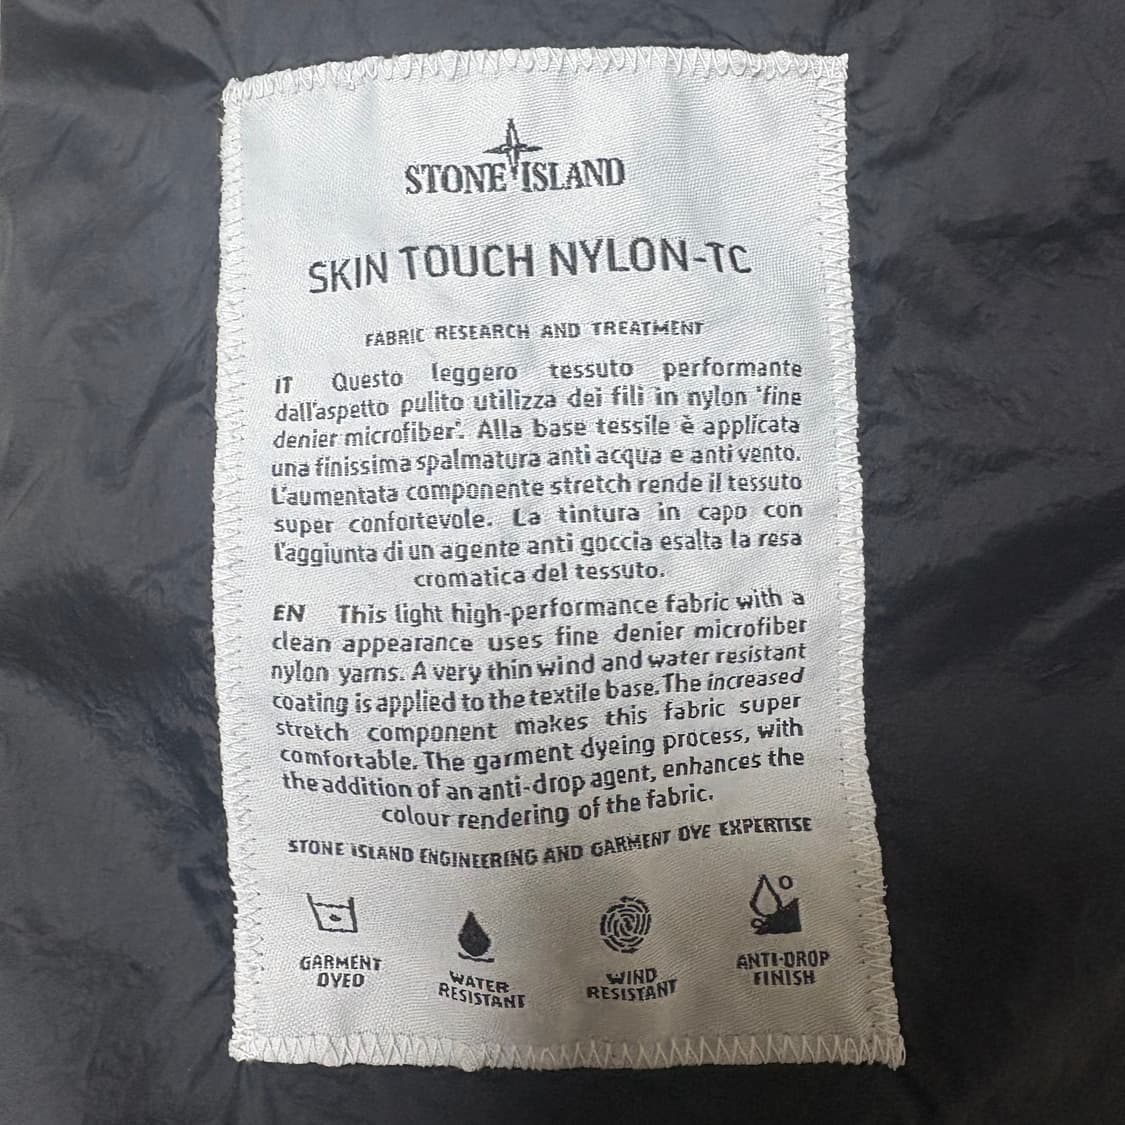 STONE ISLAND
SKIN TOUCH NYLON-TC
FABRIC RESEARCH AND TREATMENT
IT Questo leggero tessuto performante
dall'aspetto pulito utilizza dei fili in nylon 'fine
denier microfiber'. Alla base tessile è applicata
una finissima spalmatura anti acqua e anti vento.
L'aumentata componente stretch rende il tessuto
super confortevole. La tintura in capo con
l'aggiunta di un agente anti goccia esalta la resa
cromatica del tessuto.
EN This light high-performance fabric with a
clean appearance uses fine denier microfiber
nylon yarns. A very thin wind and water resistant
coating is applied to the textile base. The increased
stretch component makes this fabric super
comfortable. The garment dyeing process, with
the addition of an anti-drop agent, enhances the
colour rendering of the fabric.
STONE ISLAND ENGINEERING AND GARMENT DYE EXPERTISE
GARMENT
DYED
WATER
RESISTANT
WIND
RESISTANT
ANTI-DROP
FINISH